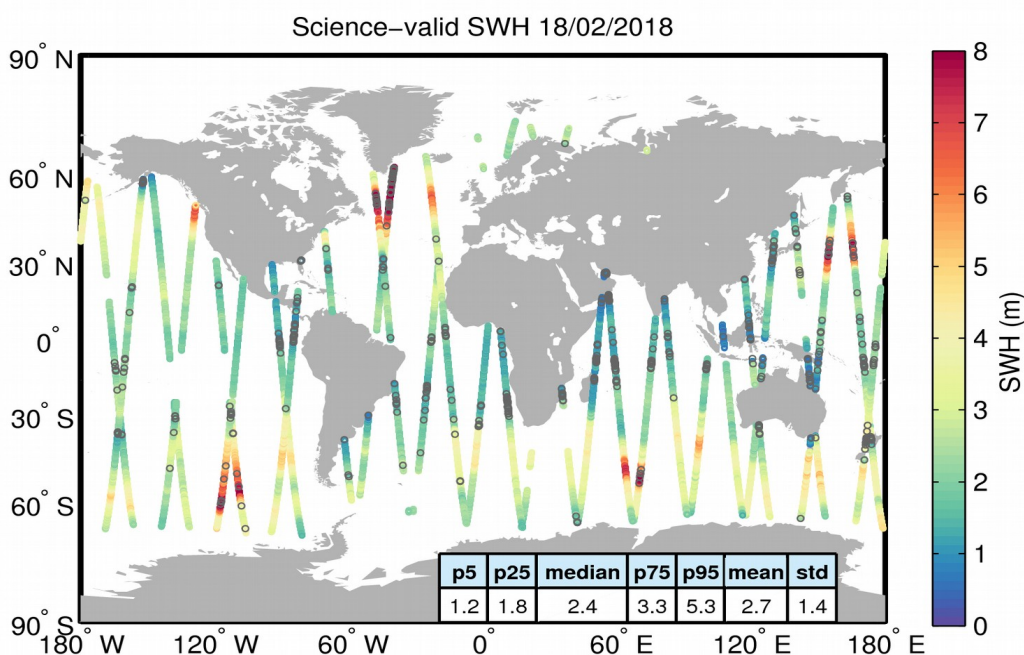 Science−valid SWH 18/02/2018
90° N
60° N
30° N
0°
30° S
60° S
90° S
180° W
120° W
60° W
0°
60° E
120° E
180° E
p5 p25 median p75 p95 mean std
1.2 1.8 2.4 3.3 5.3 2.7 1.4
8
7
6
5
4
3
2
1
0
SWH (m)